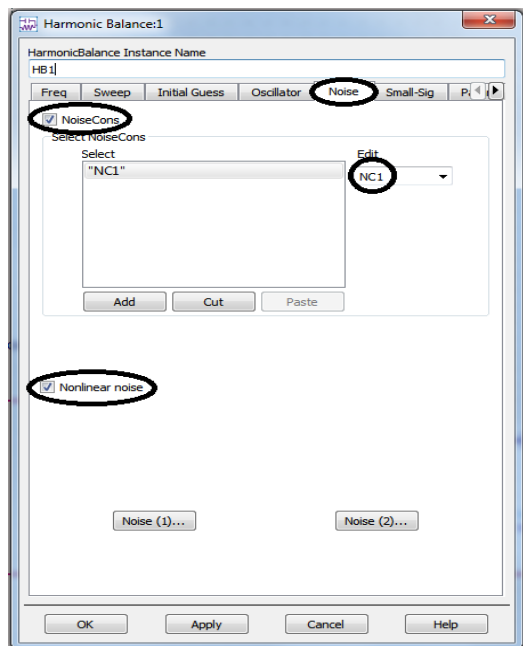 Harmonic Balance:1
HarmonicBalance Instance Name
HB1
Freq Sweep Initial Guess Oscillator Noise Small-Sig
NoiseCons
Select NoiseCons
Select Edit
"NC1" NC1
Add Cut Paste
Nonlinear noise
Noise (1)... Noise (2)...
OK Apply Cancel Help